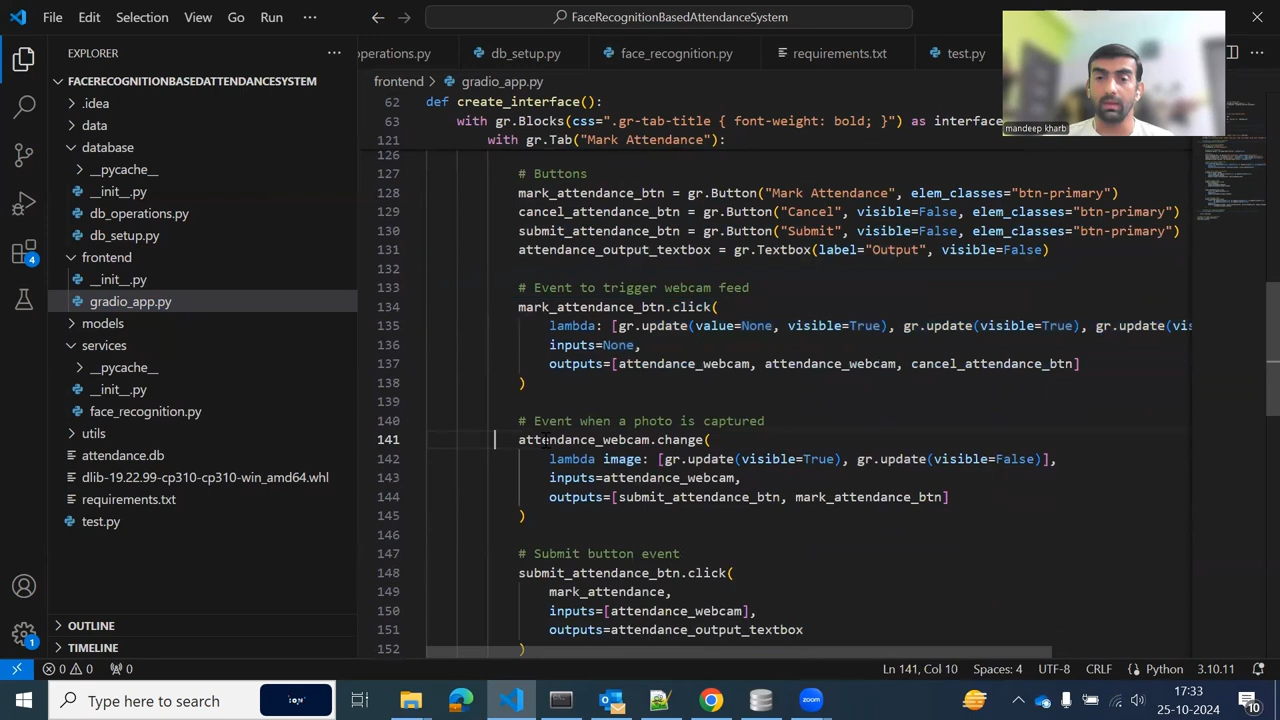 File Edit Selection View Go Run ···
FaceRecognitionBasedAttendanceSystem
EXPLORER
FACERECOGNITIONBASEDATTENDANCESYSTEM
.idea
data
database
__init__.py
db_operations.py
db_setup.py
frontend
__init__.py
gradio_app.py
models
services
__pycache__
__init__.py
face_recognition.py
utils
attendance.db
dlib-19.22.99-cp310-cp310-win_amd64.whl
requirements.txt
test.py
OUTLINE
TIMELINE
4
1
operations.py db_setup.py face_recognition.py requirements.txt test.py
frontend > gradio_app.py
mandeep kharb
62 def create_interface():
63 with gr.Blocks(css=".gr-tab-title { font-weight: bold; }") as interfac
121 with gr.Tab("Mark Attendance"):
126
128 _attendance_btn = gr.Button("Mark Attendance", elem_classes="btn-primary")
129 _attendance_btn = gr.Button("Cancel", visible=False, elem_classes="btn-primary")
130 submit_attendance_btn = gr.Button("Submit", visible=False, elem_classes="btn-primary")
131 attendance_output_textbox = gr.Textbox(label="Output", visible=False)
132
133 # Event to trigger webcam feed
134 mark_attendance_btn.click(
135 lambda: [gr.update(value=None, visible=True), gr.update(visible=True), gr.update(vis
136 inputs=None,
137 outputs=[attendance_webcam, attendance_webcam, cancel_attendance_btn]
138 )
139
140 # Event when a photo is captured
141 attendance_webcam.change(
142 lambda image: [gr.update(visible=True), gr.update(visible=False)],
143 inputs=attendance_webcam,
144 outputs=[submit_attendance_btn, mark_attendance_btn]
145 )
146
147 # Submit button event
148 submit_attendance_btn.click(
149 mark_attendance,
150 inputs=[attendance_webcam],
151 outputs=attendance_output_textbox
152 )
0 0 0 Ln 141, Col 10 Spaces: 4 UTF-8 CRLF Python 3.10.11
Type here to search zoom 17:33
25-10-2024
10